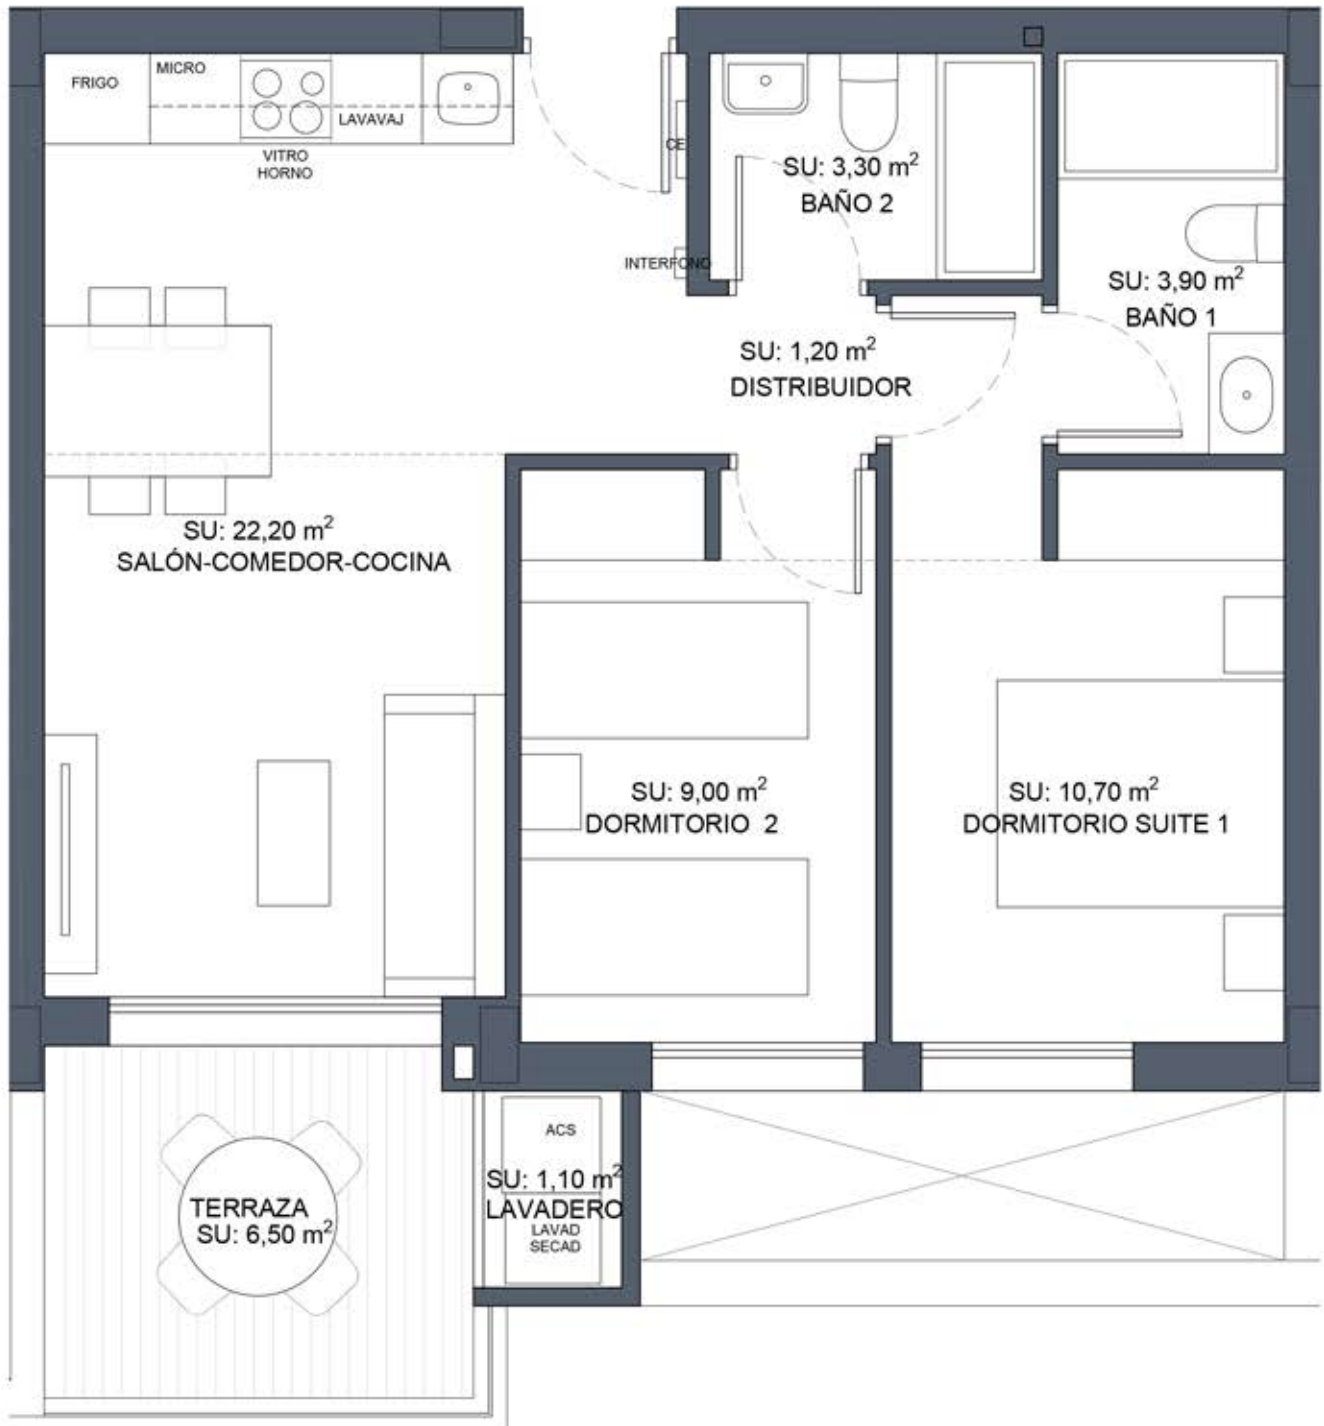 FRIGO
MICRO
LAVAVAJ
VITRO
HORNO
CE
SU: 3,30 m²
BAÑO 2
INTERFONO
SU: 3,90 m²
BAÑO 1
SU: 1,20 m²
DISTRIBUIDOR
SU: 22,20 m²
SALÓN-COMEDOR-COCINA
SU: 9,00 m²
DORMITORIO 2
SU: 10,70 m²
DORMITORIO SUITE 1
ACS
SU: 1,10 m²
LAVADERO
LAVAD
SECAD
TERRAZA
SU: 6,50 m²